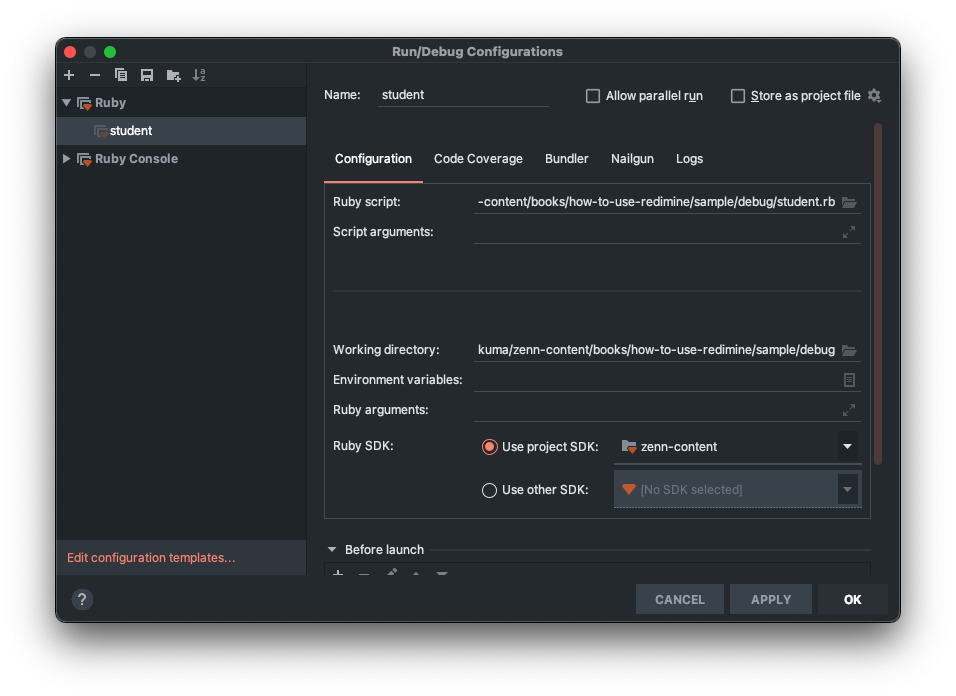 Run/Debug Configurations
Ruby
student
Ruby Console
Edit configuration templates...
Name: student
Allow parallel run
Store as project file
Configuration Code Coverage Bundler Nailgun Logs
Ruby script: -content/books/how-to-use-redimine/sample/debug/student.rb
Script arguments:
Working directory: kuma/zenn-content/books/how-to-use-redimine/sample/debug
Environment variables:
Ruby arguments:
Ruby SDK: Use project SDK: zenn-content
Use other SDK: [No SDK selected]
Before launch
? CANCEL APPLY OK